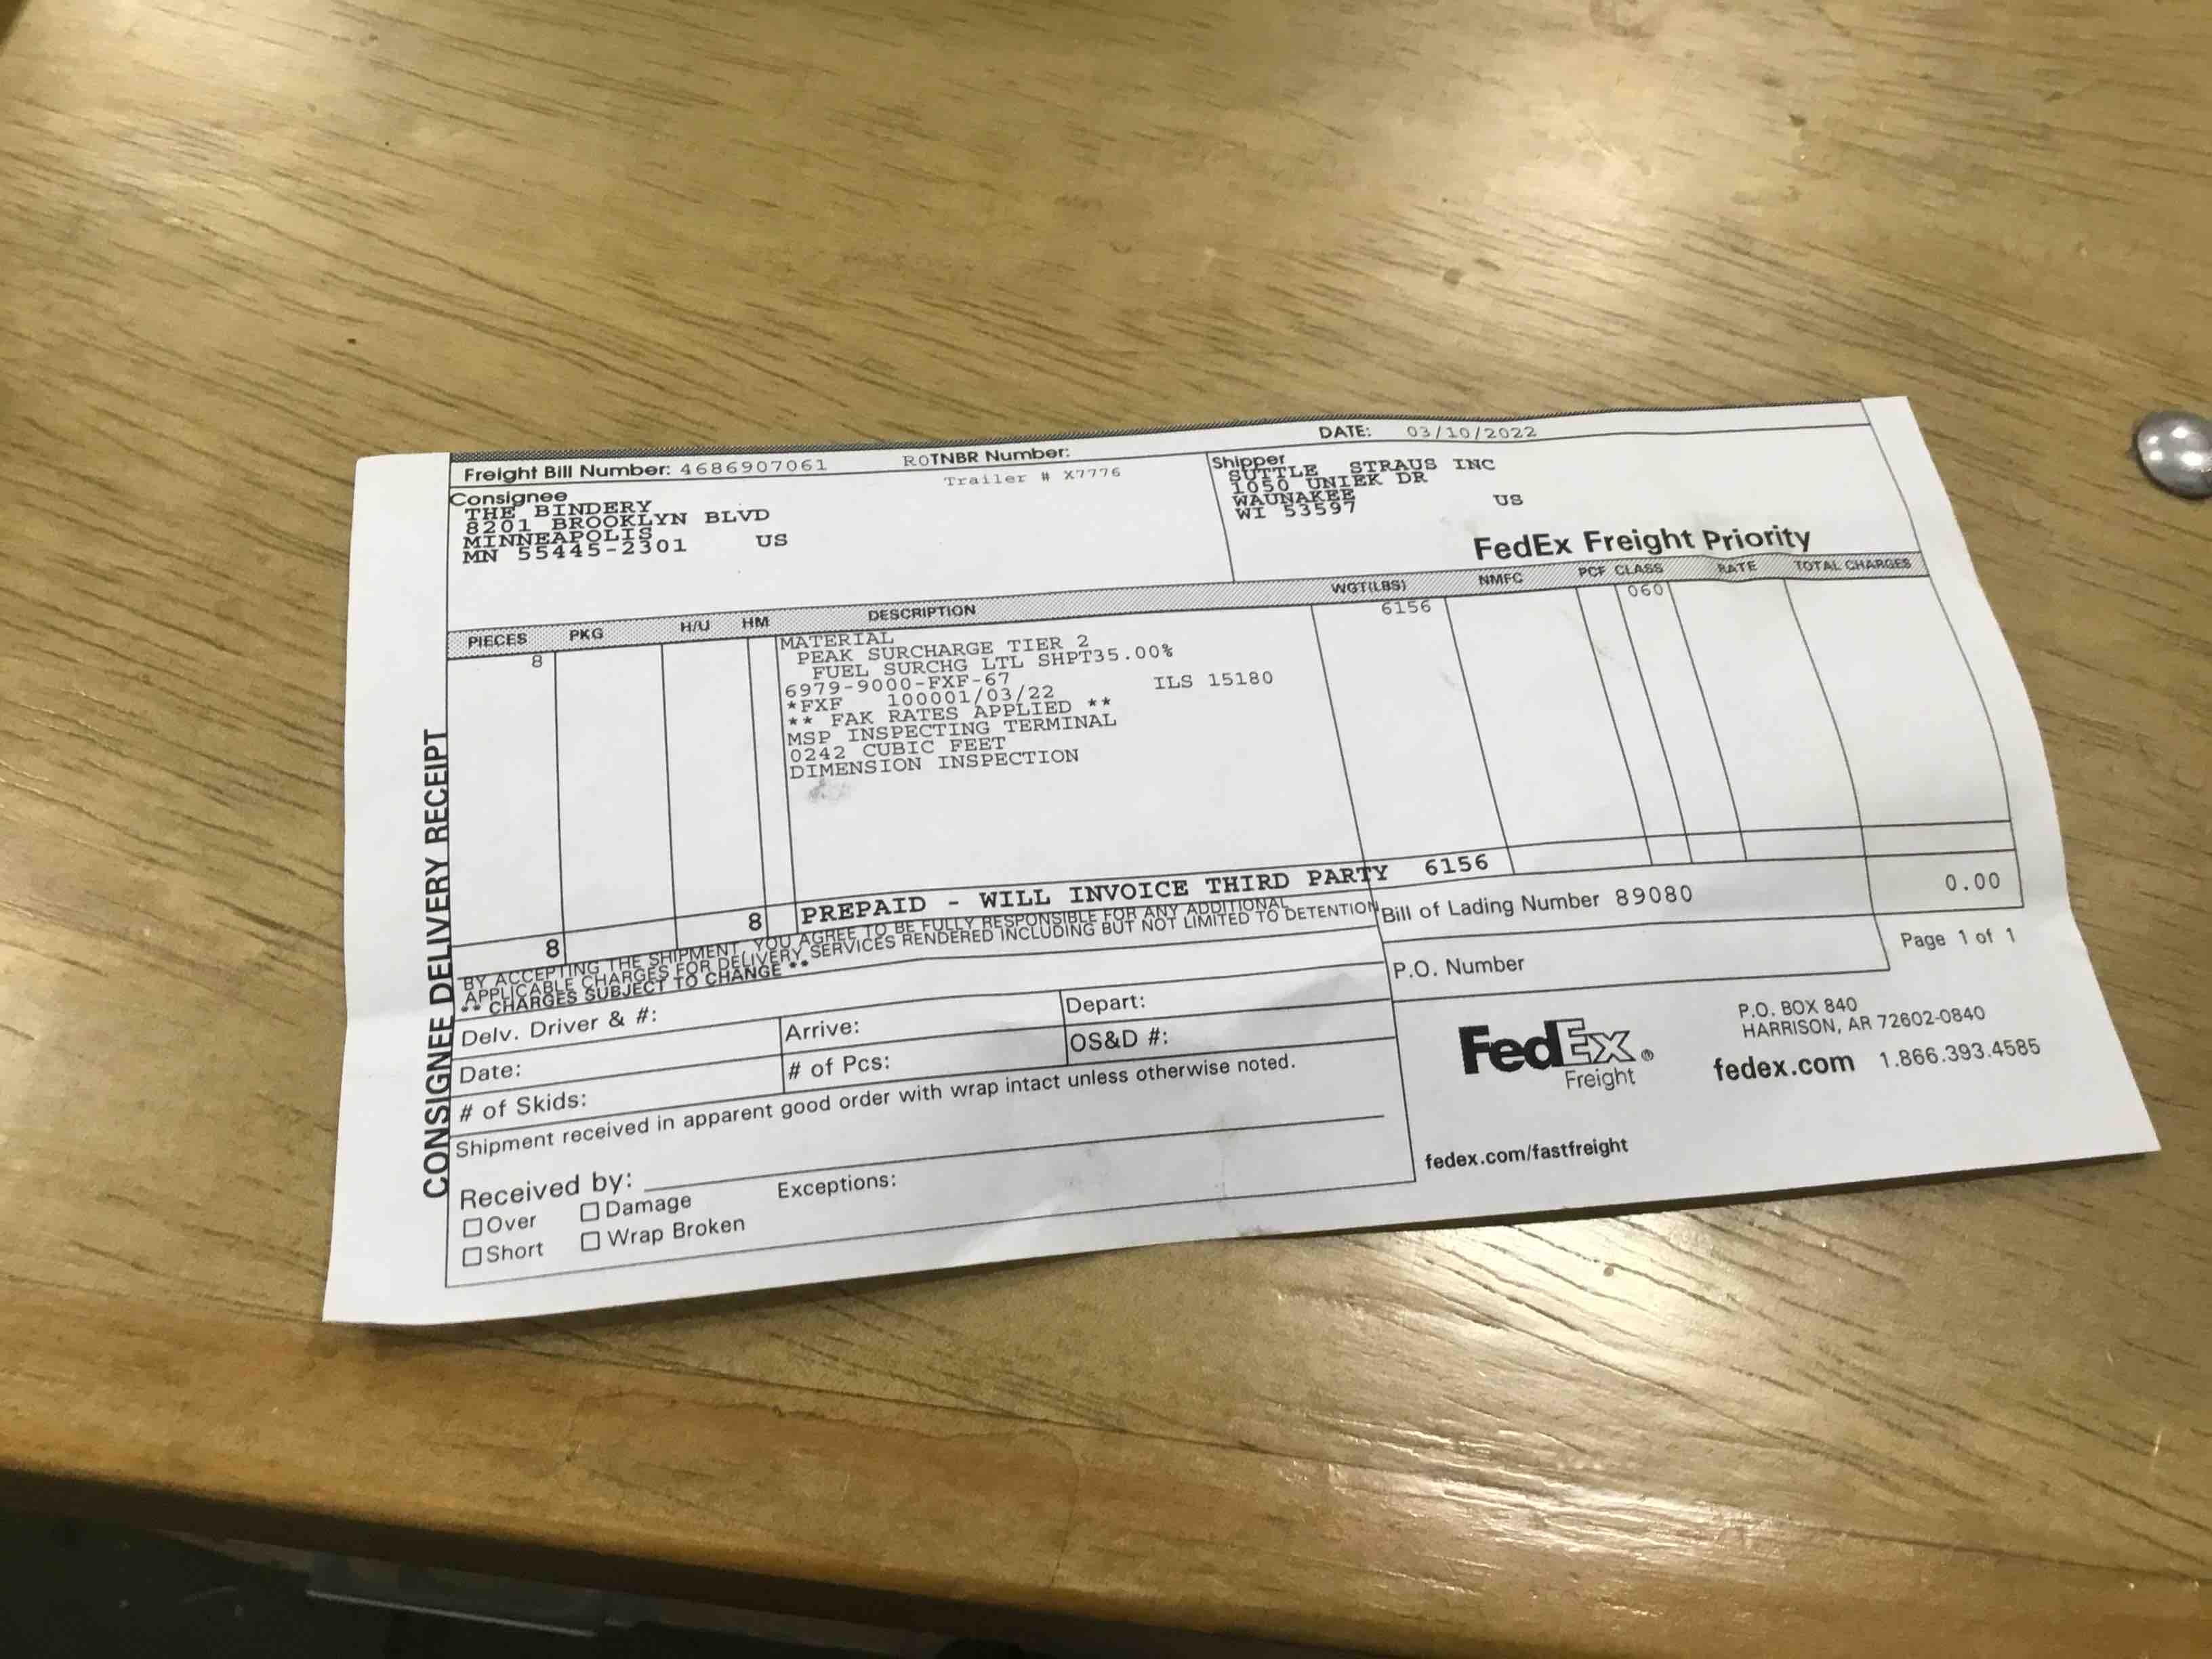 DATE: 03/10/2022
Freight Bill Number: 4686907061 ROTNBR Number:
Trailer # X7776
Consignee
THE BINDERY
8201 BROOKLYN BLVD
MINNEAPOLIS
MN 55445-2301 US
Shipper
SUTTLE STRAUS INC
1050 UNIEK DR
WAUNAKEE
WI 53597 US
FedEx Freight Priority
PIECES PKG H/U HM DESCRIPTION WGT(LBS) NMFC PCF CLASS RATE TOTAL CHARGES
8 MATERIAL 6156 060
PEAK SURCHARGE TIER 2
FUEL SURCHG LTL SHPT35.00%
6979-9000-FXF-67 ILS 15180
*FXF 100001/03/22
** FAK RATES APPLIED **
MSP INSPECTING TERMINAL
0242 CUBIC FEET
DIMENSION INSPECTION
8 8 PREPAID - WILL INVOICE THIRD PARTY 6156
0.00
BY ACCEPTING THE SHIPMENT, YOU AGREE TO BE FULLY RESPONSIBLE FOR ANY ADDITIONAL
APPLICABLE CHARGES FOR DELIVERY SERVICES RENDERED INCLUDING BUT NOT LIMITED TO DETENTION
** CHARGES SUBJECT TO CHANGE **
Bill of Lading Number 89080
P.O. Number
Page 1 of 1
Delv. Driver & #: Depart:
Date: Arrive: OS&D #:
# of Skids: # of Pcs:
Shipment received in apparent good order with wrap intact unless otherwise noted.
Received by:
Over Damage Exceptions:
Short Wrap Broken
FedEx®
Freight
P.O. BOX 840
HARRISON, AR 72602-0840
fedex.com 1.866.393.4585
fedex.com/fastfreight
CONSIGNEE DELIVERY RECEIPT